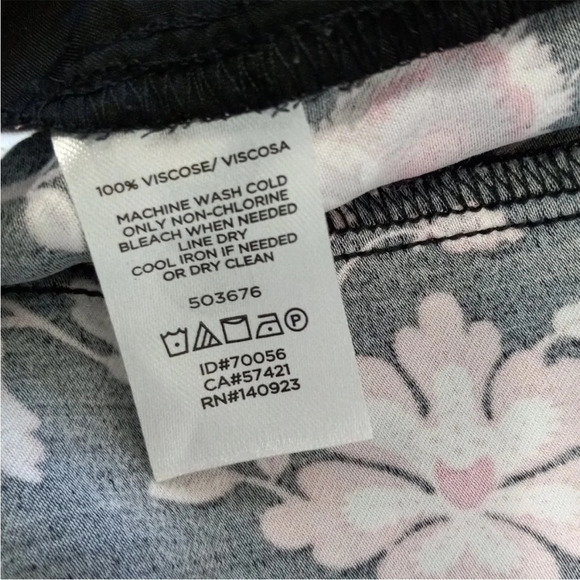 100% VISCOSE/ VISCOSA
MACHINE WASH COLD
ONLY NON-CHLORINE
BLEACH WHEN NEEDED
LINE DRY
COOL IRON IF NEEDED
OR DRY CLEAN
503676
P
ID#70056
CA#57421
RN#140923